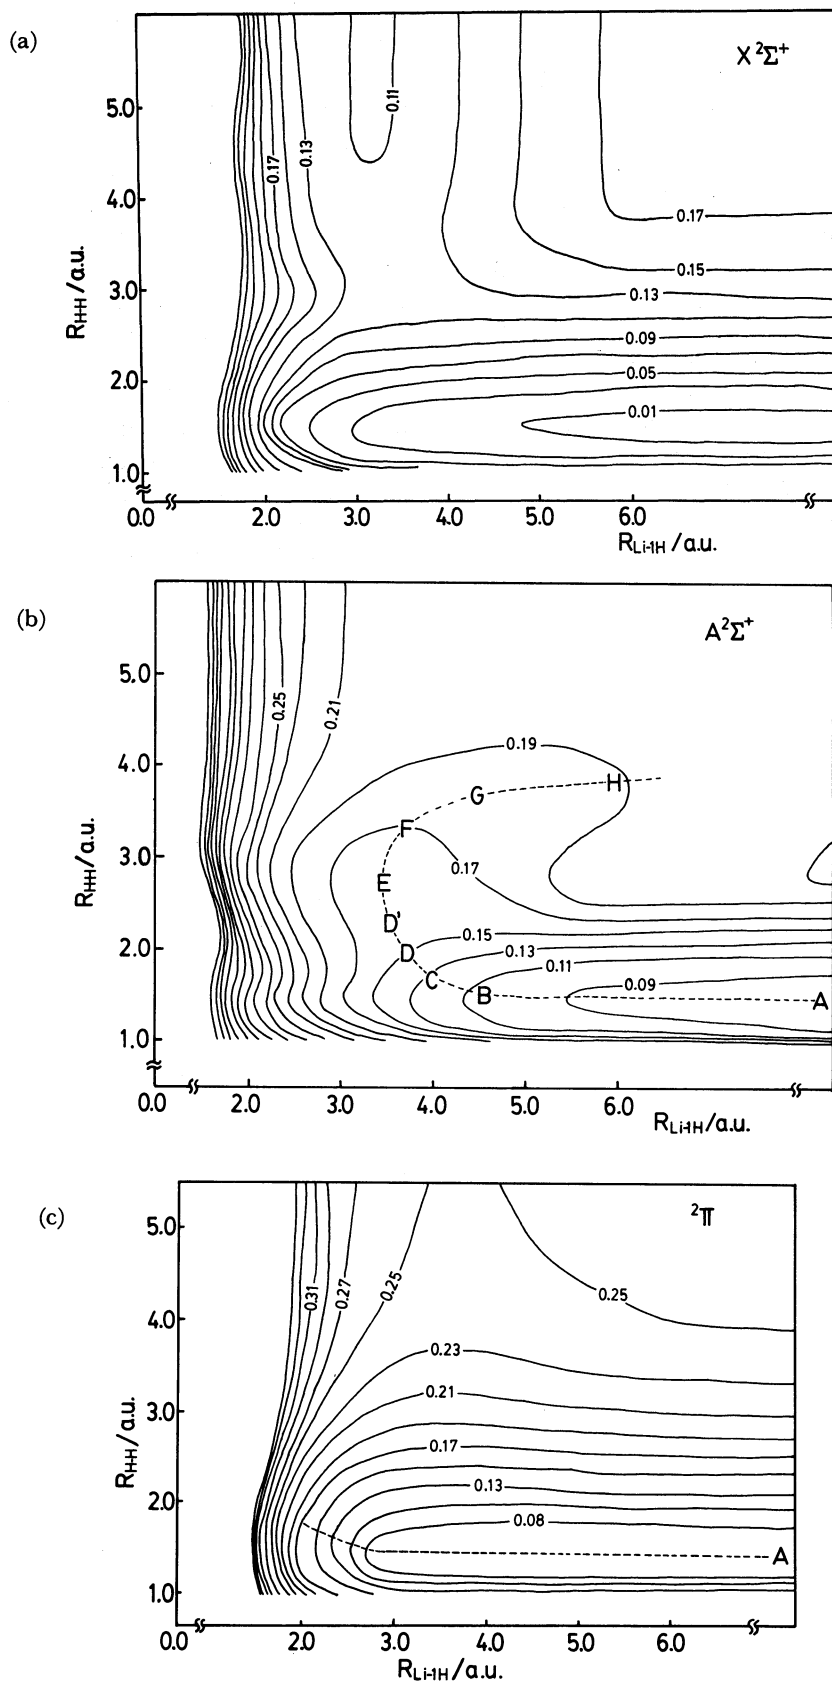 (a)
X²Σ⁺
5.0
4.0
3.0
2.0
1.0
R_H-H /a.u.
0.17
0.13
0.11
0.17
0.15
0.13
0.09
0.05
0.01
0.0
2.0
3.0
4.0
5.0
6.0
R_Li-1H /a.u.
(b)
A²Σ⁺
5.0
4.0
3.0
2.0
1.0
R_H-H /a.u.
0.25
0.21
0.19
H
G
F
0.17
E
D'
0.15
D
0.13
C
0.11
B
0.09
A
0.0
2.0
3.0
4.0
5.0
6.0
R_Li-1H /a.u.
(c)
²Π
5.0
4.0
3.0
2.0
1.0
R_H-H /a.u.
0.31
0.27
0.25
0.25
0.23
0.21
0.17
0.13
0.08
A
0.0
2.0
3.0
4.0
5.0
6.0
R_Li-1H /a.u.